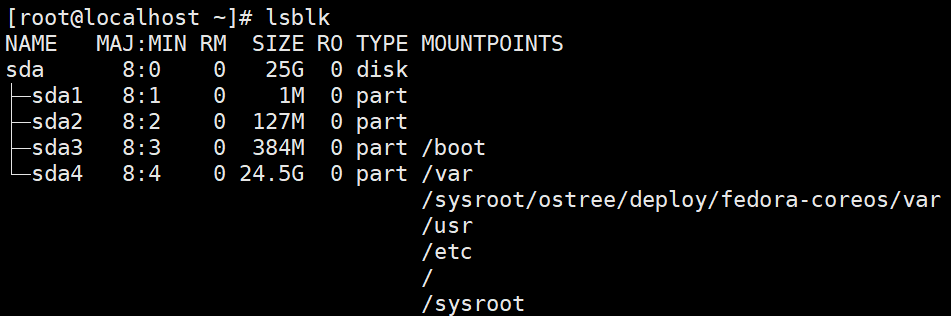 [root@localhost ~]# lsblk
NAME   MAJ:MIN RM  SIZE RO TYPE MOUNTPOINTS
sda      8:0    0   25G  0 disk
├─sda1   8:1    0    1M  0 part
├─sda2   8:2    0  127M  0 part
├─sda3   8:3    0  384M  0 part /boot
└─sda4   8:4    0 24.5G  0 part /var
                                /sysroot/ostree/deploy/fedora-coreos/var
                                /usr
                                /etc
                                /
                                /sysroot